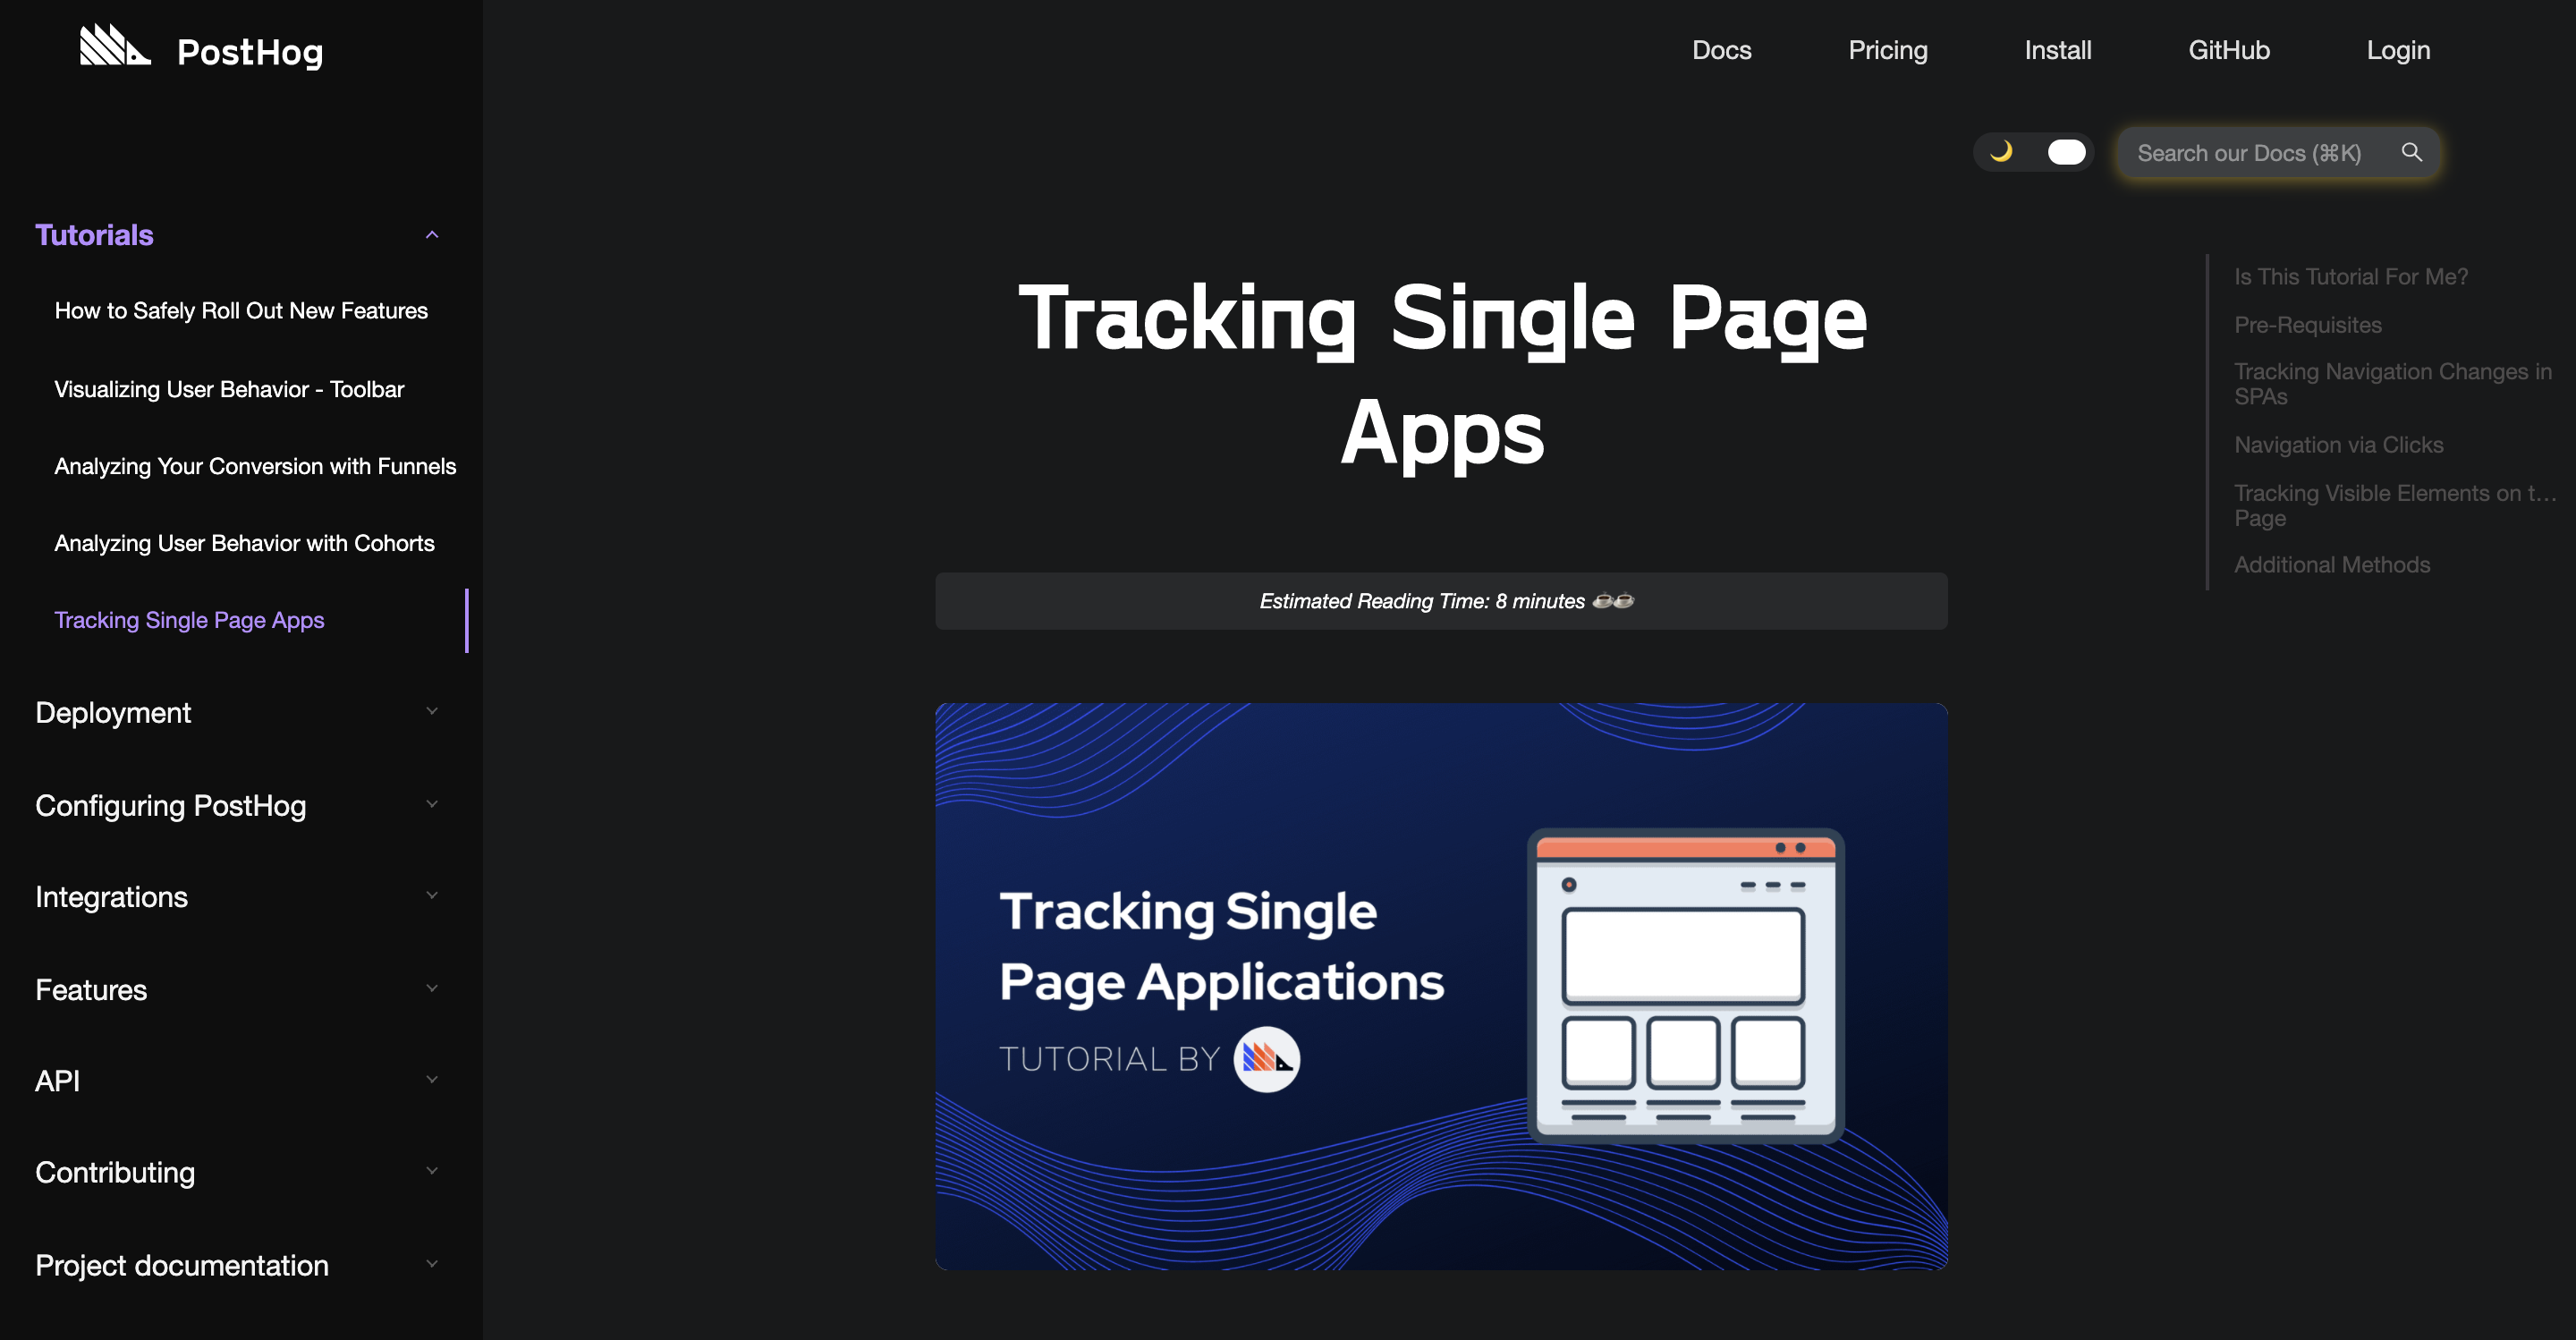 PostHog
Docs
Pricing
Install
GitHub
Login
Search our Docs (⌘K)
Tutorials
How to Safely Roll Out New Features
Visualizing User Behavior - Toolbar
Analyzing Your Conversion with Funnels
Analyzing User Behavior with Cohorts
Tracking Single Page Apps
Deployment
Configuring PostHog
Integrations
Features
API
Contributing
Project documentation
Tracking Single Page
Apps
Estimated Reading Time: 8 minutes ☕☕
Tracking Single
Page Applications
TUTORIAL BY
Is This Tutorial For Me?
Pre-Requisites
Tracking Navigation Changes in
SPAs
Navigation via Clicks
Tracking Visible Elements on t...
Page
Additional Methods